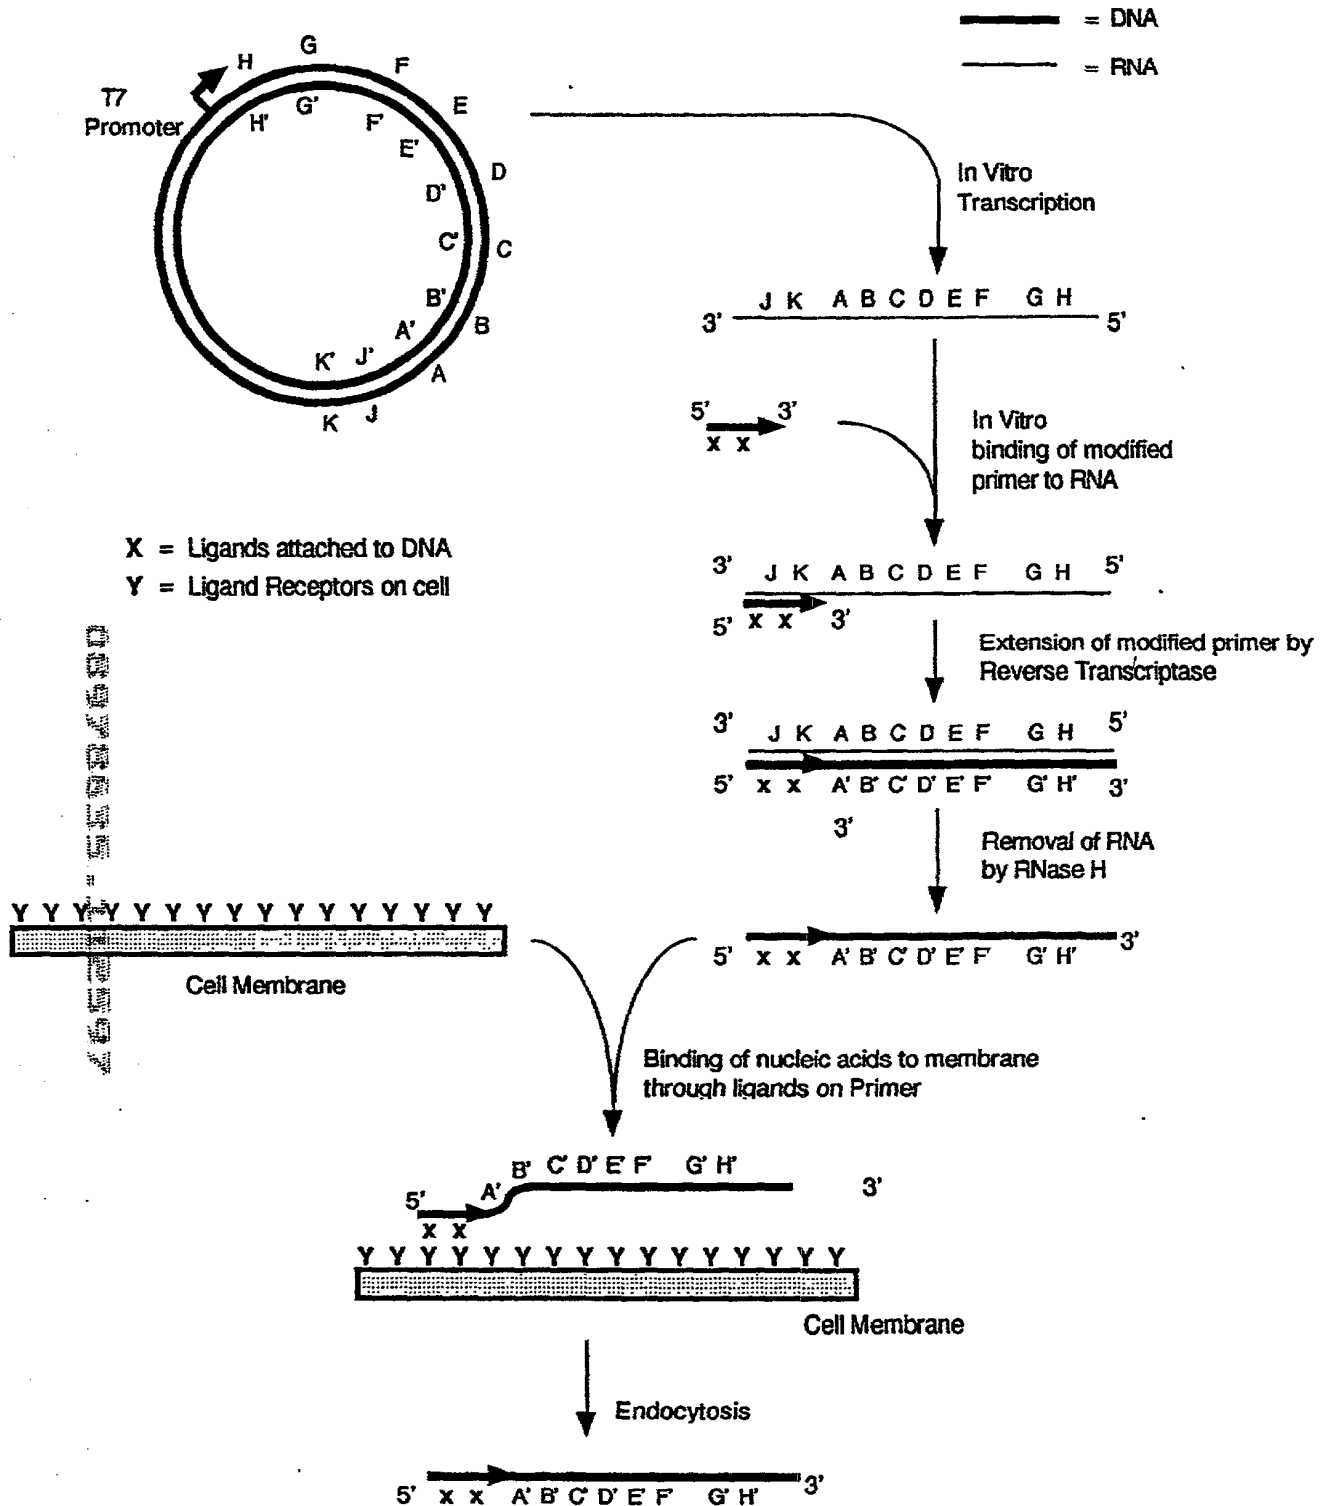 = DNA
= RNA
T7
Promoter
H G F E D C B A J K
H' G' F' E' D' C' B' A' J' K'
In Vitro
Transcription
J K A B C D E F G H
3' 5'
5' 3'
X X
In Vitro
binding of modified
primer to RNA
X = Ligands attached to DNA
Y = Ligand Receptors on cell
3' J K A B C D E F G H 5'
5' X X 3'
Extension of modified primer by
Reverse Transcriptase
3' J K A B C D E F G H 5'
5' X X A' B' C' D' E' F' G' H' 3'
3'
Removal of RNA
by RNase H
Y Y Y Y Y Y Y Y Y Y Y Y Y Y Y Y
Cell Membrane
5' X X A' B' C' D' E' F' G' H' 3'
Binding of nucleic acids to membrane
through ligands on Primer
5' A' B' C' D' E' F' G' H' 3'
X X
Y Y Y Y Y Y Y Y Y Y Y Y Y Y Y Y
Cell Membrane
Endocytosis
5' X X A' B' C' D' E' F' G' H' 3'